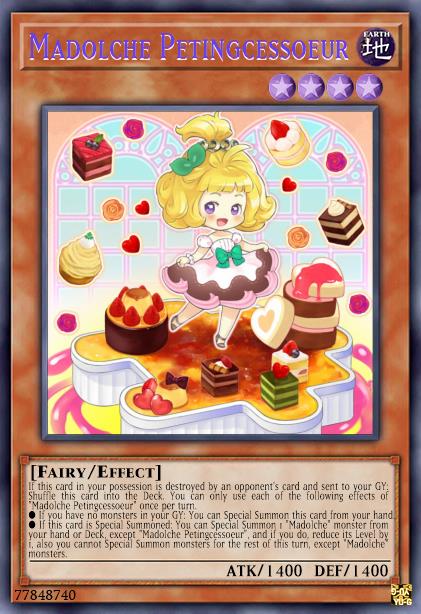 Madolche Petingcessoeur
EARTH
地
[Fairy/Effect]
If this card in your possession is destroyed by an opponent's card and sent to your GY:
Shuffle this card into the Deck. You can only use each of the following effects of
"Madolche Petingcessoeur" once per turn.
● If you have no monsters in your GY: You can Special Summon this card from your hand.
● If this card is Special Summoned: You can Special Summon 1 "Madolche" monster from
your hand or Deck, except "Madolche Petingcessoeur", and if you do, reduce its Level by
1, also you cannot Special Summon monsters for the rest of this turn, except "Madolche"
monsters.
ATK/1400 DEF/1400
77848740